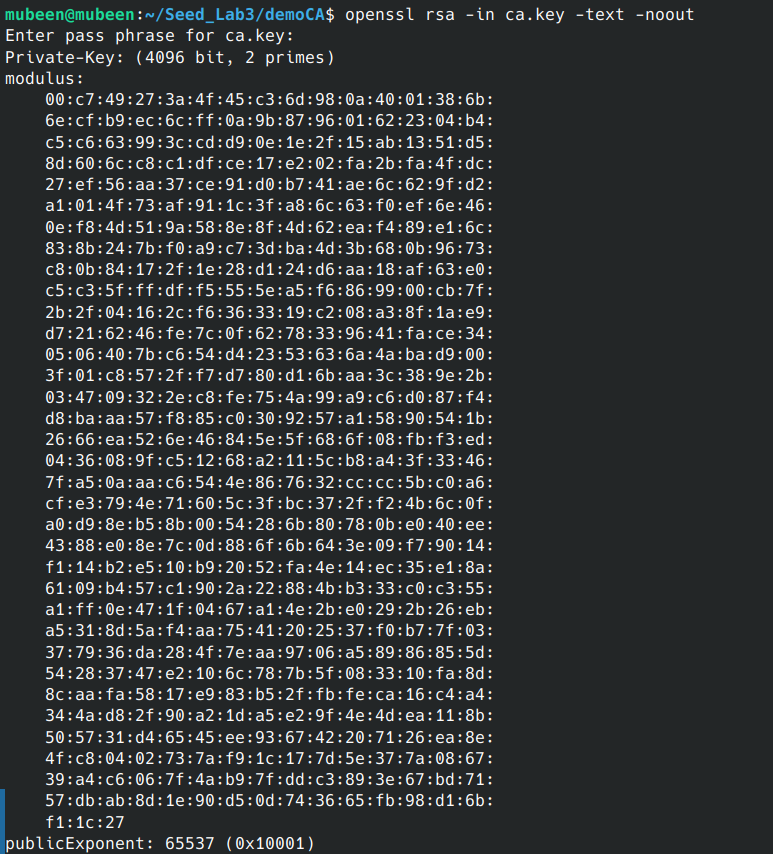 mubeen@mubeen:~/Seed_Lab3/demoCA$ openssl rsa -in ca.key -text -noout
Enter pass phrase for ca.key:
Private-Key: (4096 bit, 2 primes)
modulus:
    00:c7:49:27:3a:4f:45:c3:6d:98:0a:40:01:38:6b:
    6e:cf:b9:ec:6c:ff:0a:9b:87:96:01:62:23:04:b4:
    c5:c6:63:99:3c:cd:d9:0e:1e:2f:15:ab:13:51:d5:
    8d:60:6c:c8:c1:df:ce:17:e2:02:fa:2b:fa:4f:dc:
    27:ef:56:aa:37:ce:91:d0:b7:41:ae:6c:62:9f:d2:
    a1:01:4f:73:af:91:1c:3f:a8:6c:63:f0:ef:6e:46:
    0e:f8:4d:51:9a:58:8e:8f:4d:62:ea:f4:89:e1:6c:
    83:8b:24:7b:f0:a9:c7:3d:ba:4d:3b:68:0b:96:73:
    c8:0b:84:17:2f:1e:28:d1:24:d6:aa:18:af:63:e0:
    c5:c3:5f:ff:df:f5:55:5e:a5:f6:86:99:00:cb:7f:
    2b:2f:04:16:2c:f6:36:33:19:c2:08:a3:8f:1a:e9:
    d7:21:62:46:fe:7c:0f:62:78:33:96:41:fa:ce:34:
    05:06:40:7b:c6:54:d4:23:53:63:6a:4a:ba:d9:00:
    3f:01:c8:57:2f:f7:d7:80:d1:6b:aa:3c:38:9e:2b:
    03:47:09:32:2e:c8:fe:75:4a:99:a9:c6:d0:87:f4:
    d8:ba:aa:57:f8:85:c0:30:92:57:a1:58:90:54:1b:
    26:66:ea:52:6e:46:84:5e:5f:68:6f:08:fb:f3:ed:
    04:36:08:9f:c5:12:68:a2:11:5c:b8:a4:3f:33:46:
    7f:a5:0a:aa:c6:54:4e:86:76:32:cc:cc:5b:c0:a6:
    cf:e3:79:4e:71:60:5c:3f:bc:37:2f:f2:4b:6c:0f:
    a0:d9:8e:b5:8b:00:54:28:6b:80:78:0b:e0:40:ee:
    43:88:e0:8e:7c:0d:88:6f:6b:64:3e:09:f7:90:14:
    f1:14:b2:e5:10:b9:20:52:fa:4e:14:ec:35:e1:8a:
    61:09:b4:57:c1:90:2a:22:88:4b:b3:33:c0:c3:55:
    a1:ff:0e:47:1f:04:67:a1:4e:2b:e0:29:2b:26:eb:
    a5:31:8d:5a:f4:aa:75:41:20:25:37:f0:b7:7f:03:
    37:79:36:da:28:4f:7e:aa:97:06:a5:89:86:85:5d:
    54:28:37:47:e2:10:6c:78:7b:5f:08:33:10:fa:8d:
    8c:aa:fa:58:17:e9:83:b5:2f:fb:fe:ca:16:c4:a4:
    34:4a:d8:2f:90:a2:1d:a5:e2:9f:4e:4d:ea:11:8b:
    50:57:31:d4:65:45:ee:93:67:42:20:71:26:ea:8e:
    4f:c8:04:02:73:7a:f9:1c:17:7d:5e:37:7a:08:67:
    39:a4:c6:06:7f:4a:b9:7f:dd:c3:89:3e:67:bd:71:
    57:db:ab:8d:1e:90:d5:0d:74:36:65:fb:98:d1:6b:
    f1:1c:27
publicExponent: 65537 (0x10001)